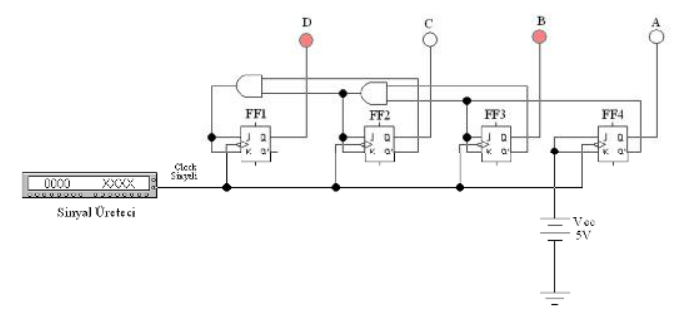 D C B A
FF1 FF2 FF3 FF4
J Q J Q J Q J Q
K Q' K Q' K Q' K Q'
Clock
Sinyali
0000 XXXX
Sinyal Üreteci
Vcc
5V